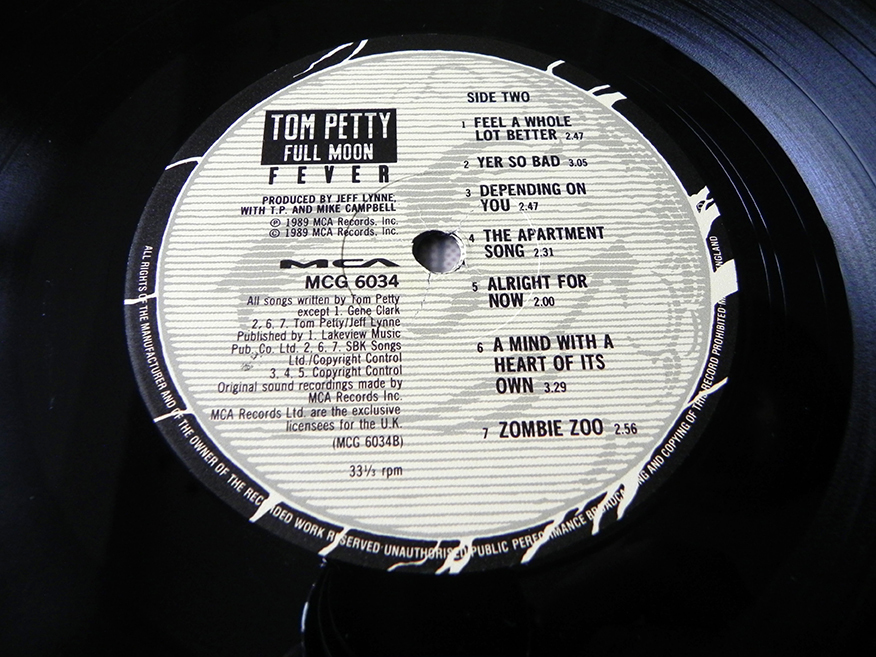 TOM PETTY
FULL MOON
FEVER
PRODUCED BY JEFF LYNNE,
WITH T.P. AND MIKE CAMPBELL
℗ 1989 MCA Records, Inc.
© 1989 MCA Records, Inc.
MCA
MCG 6034
All songs written by Tom Petty
except 1. Gene Clark
2, 6, 7. Tom Petty/Jeff Lynne
Published by 1. Lakeview Music
Pub. Co. Ltd. 2, 6, 7. SBK Songs
Ltd./Copyright Control
3, 4, 5. Copyright Control
Original sound recordings made by
MCA Records Inc.
MCA Records Ltd. are the exclusive
licensees for the U.K.
(MCG 6034B)
33⅓ rpm
SIDE TWO
1 FEEL A WHOLE
LOT BETTER 2.47
2 YER SO BAD 3.05
3 DEPENDING ON
YOU 2.47
4 THE APARTMENT
SONG 2.31
5 ALRIGHT FOR
NOW 2.00
6 A MIND WITH A
HEART OF ITS
OWN 3.29
7 ZOMBIE ZOO 2.56
ALL RIGHTS OF THE MANUFACTURER AND OF THE OWNER OF THE RECORDED WORK RESERVED UNAUTHORISED PUBLIC PERFORMANCE BROADCASTING AND COPYING OF THIS RECORD PROHIBITED ENGLAND